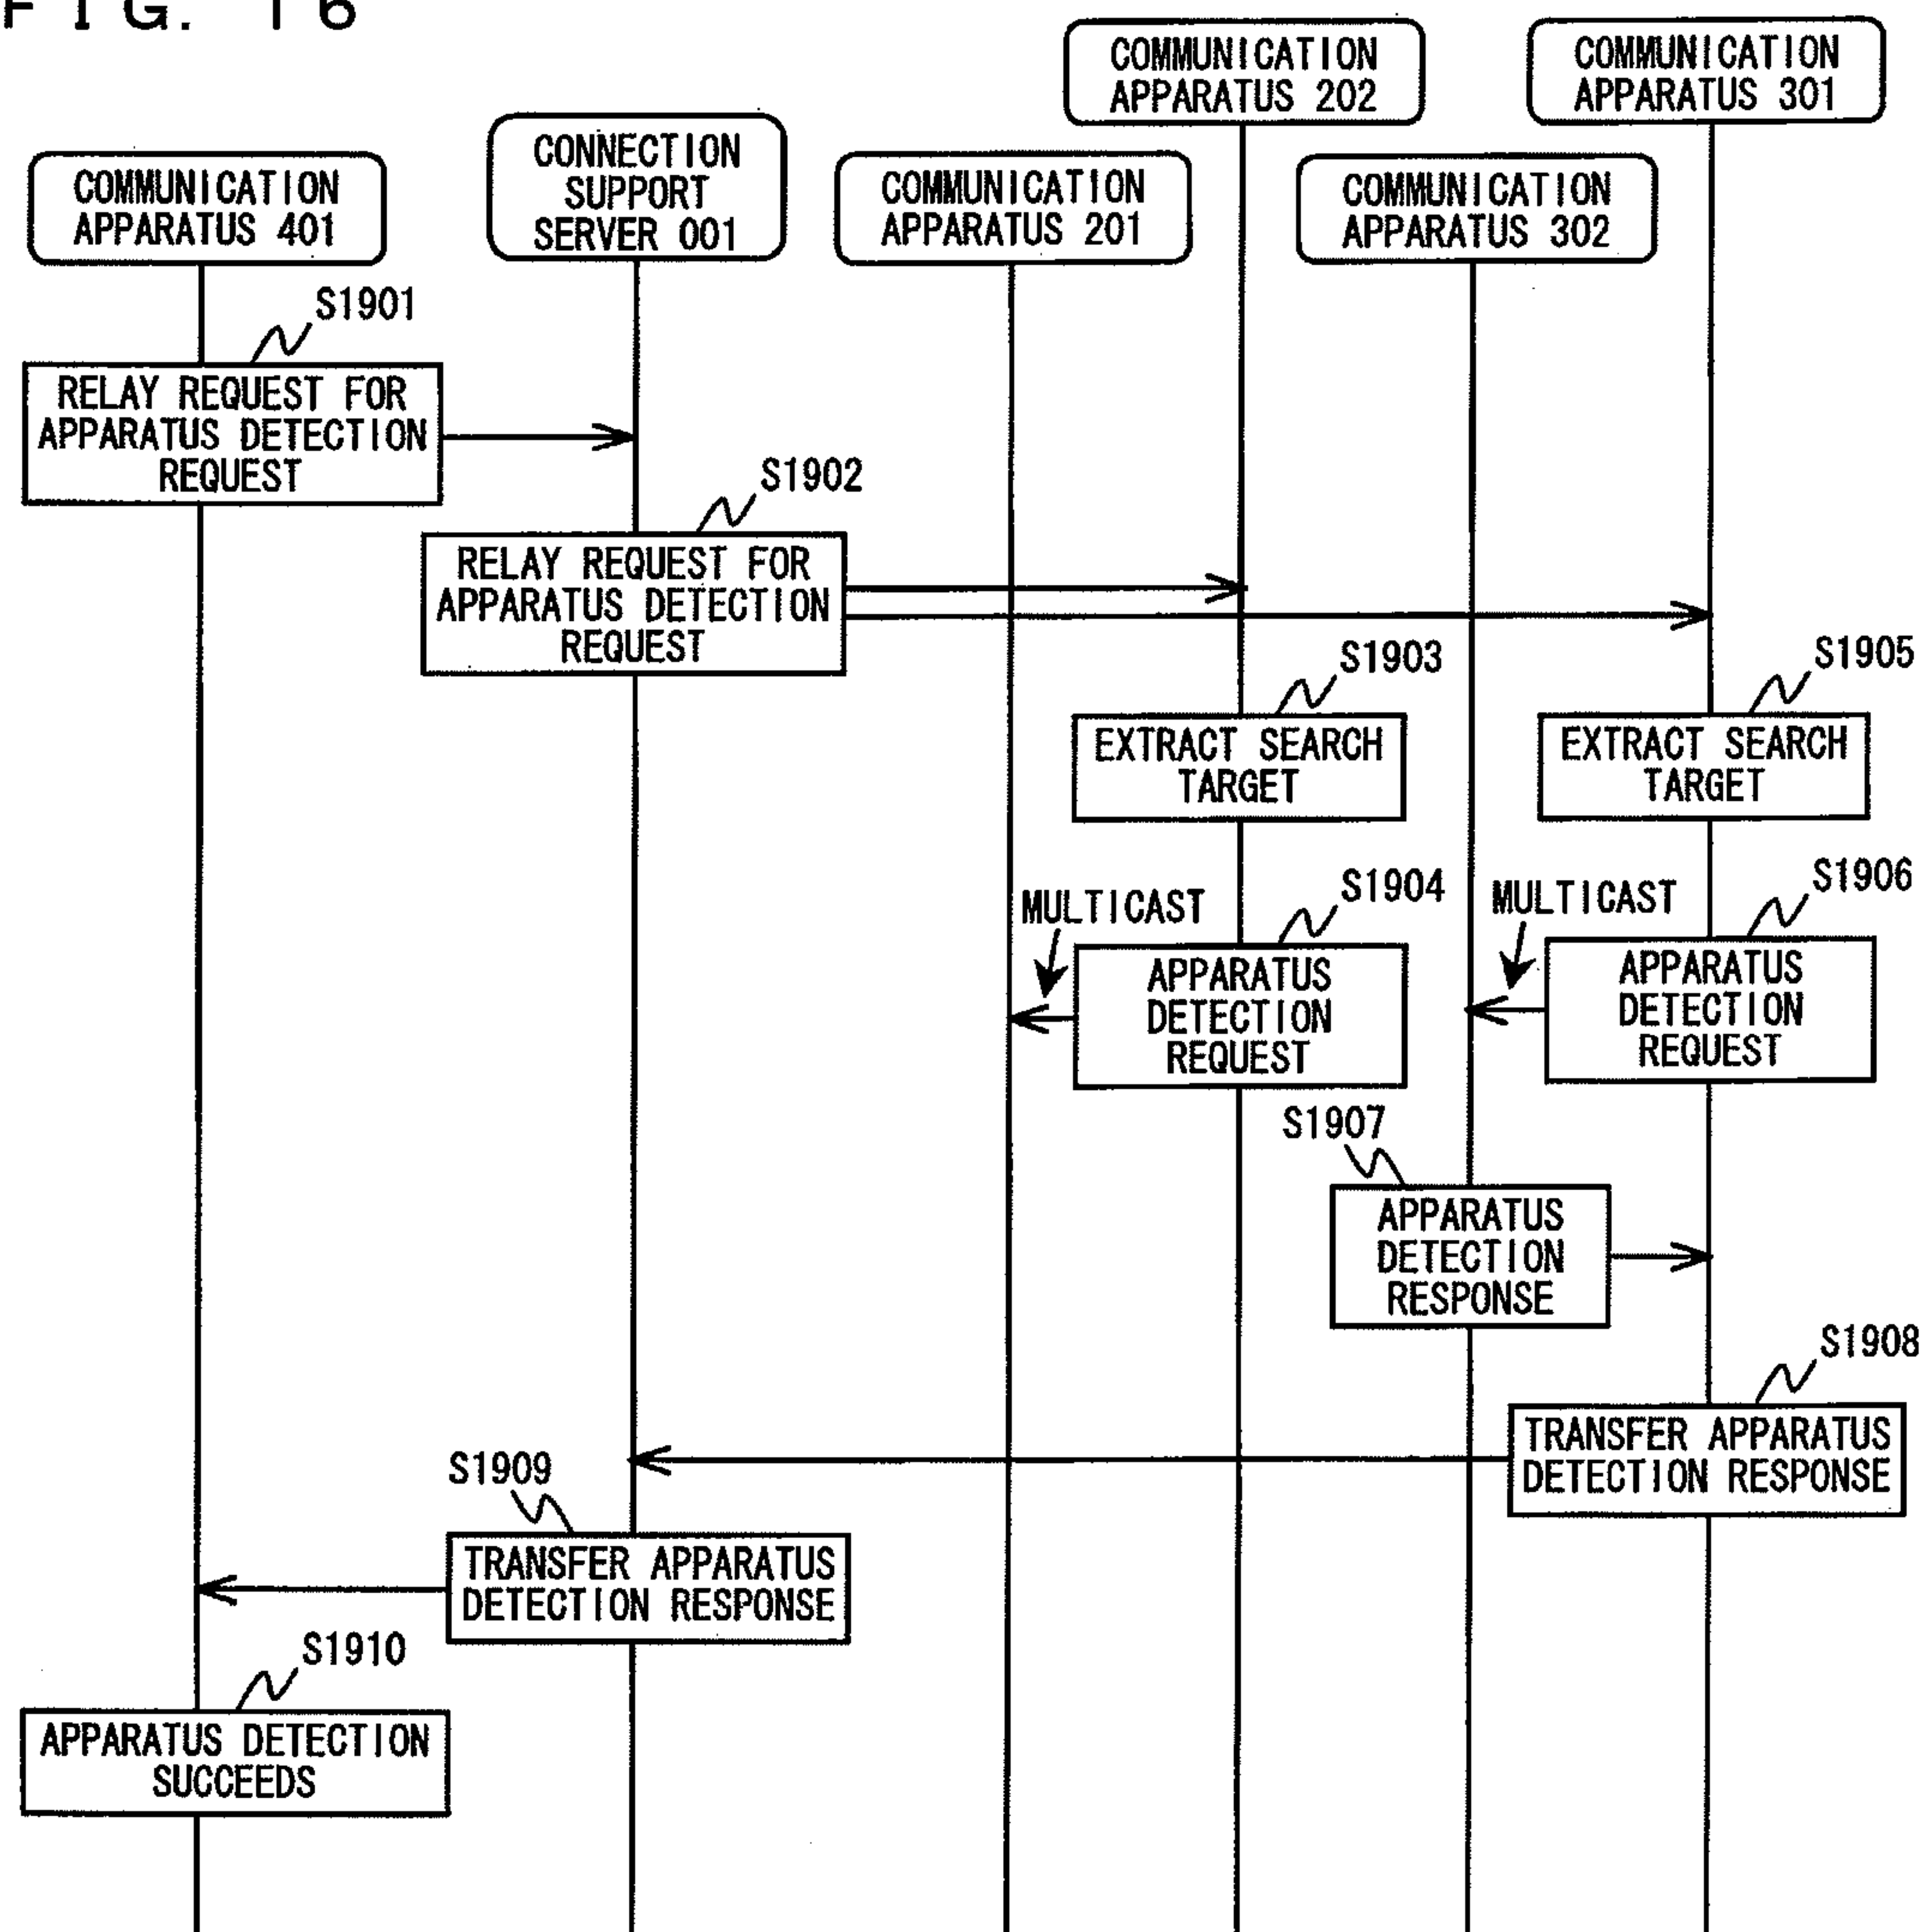 FIG. 16
COMMUNICATION
APPARATUS 202
COMMUNICATION
APPARATUS 301
CONNECTION
SUPPORT
SERVER 001
COMMUNICATION
APPARATUS 401
COMMUNICATION
APPARATUS 201
COMMUNICATION
APPARATUS 302
S1901
RELAY REQUEST FOR
APPARATUS DETECTION
REQUEST
S1902
RELAY REQUEST FOR
APPARATUS DETECTION
REQUEST
S1903
EXTRACT SEARCH
TARGET
S1905
EXTRACT SEARCH
TARGET
MULTICAST
S1904
APPARATUS
DETECTION
REQUEST
MULTICAST
S1906
APPARATUS
DETECTION
REQUEST
S1907
APPARATUS
DETECTION
RESPONSE
S1908
TRANSFER APPARATUS
DETECTION RESPONSE
S1909
TRANSFER APPARATUS
DETECTION RESPONSE
S1910
APPARATUS DETECTION
SUCCEEDS